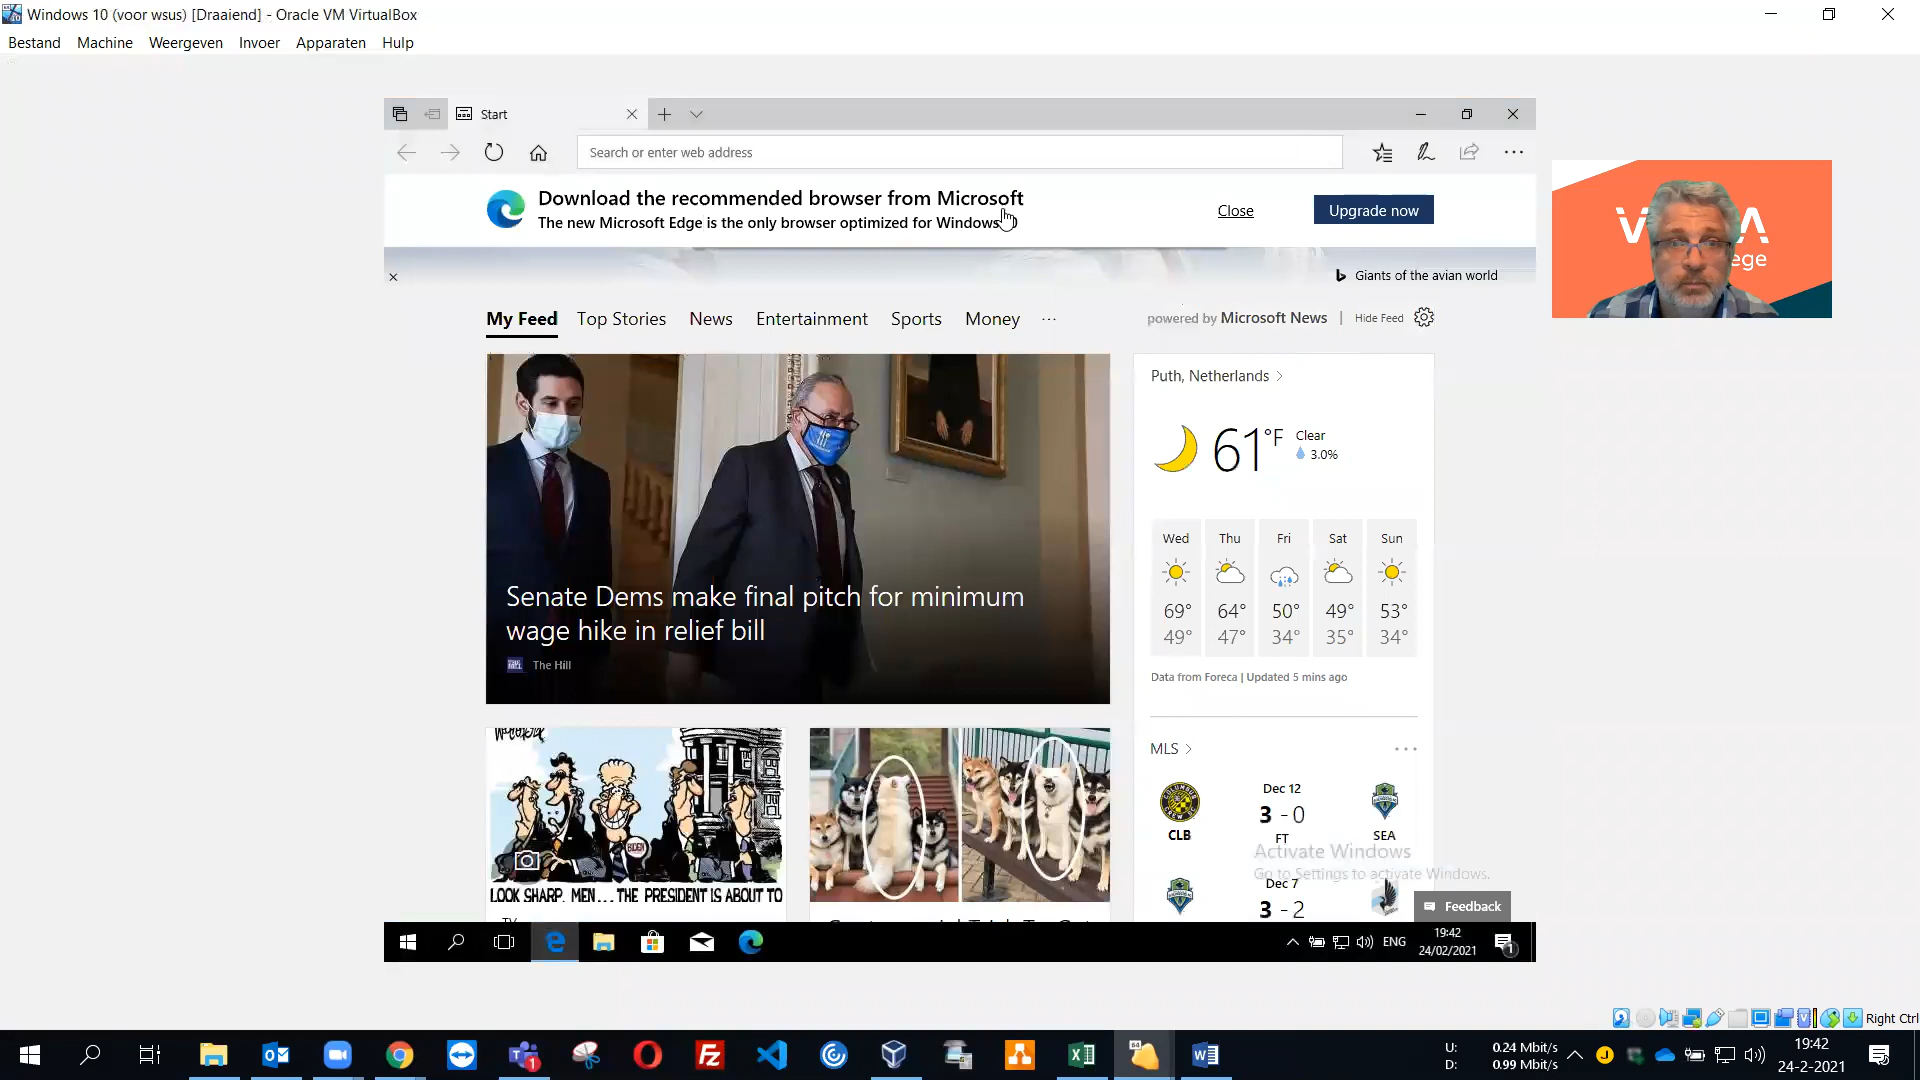 Windows 10 (voor wsus) [Draaiend] - Oracle VM VirtualBox
Bestand Machine Weergeven Invoer Apparaten Hulp
Start
Search or enter web address
Download the recommended browser from Microsoft
The new Microsoft Edge is the only browser optimized for Windows
Close
Upgrade now
Giants of the avian world
My Feed Top Stories News Entertainment Sports Money ...
powered by Microsoft News | Hide Feed
Puth, Netherlands >
61°F
Clear
3.0%
Wed Thu Fri Sat Sun
69° 64° 50° 49° 53°
49° 47° 34° 35° 34°
Data from Foreca | Updated 5 mins ago
Senate Dems make final pitch for minimum
wage hike in relief bill
The Hill
BIDEN
LOOK SHARP, MEN... THE PRESIDENT IS ABOUT TO
MLS >
Dec 12
3 - 0
FT
CLB
SEA
Dec 7
3 - 2
Activate Windows
Go to Settings to activate Windows.
Feedback
ENG
19:42
24/02/2021
1
Right Ctrl
U: 0.24 Mbit/s
D: 0.99 Mbit/s
19:42
24-2-2021